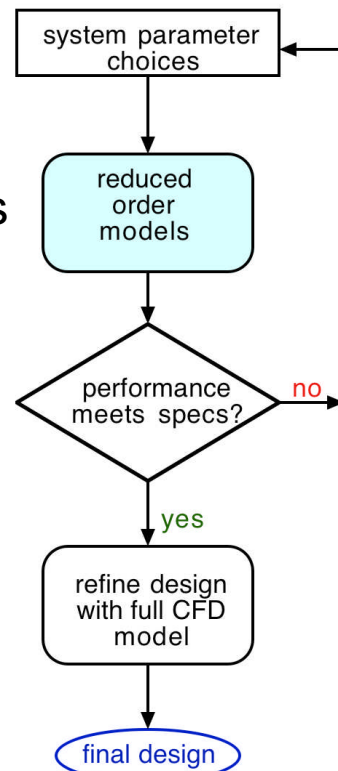 system parameter
choices
reduced
order
models
s
performance
meets specs?
no
yes
refine design
with full CFD
model
final design